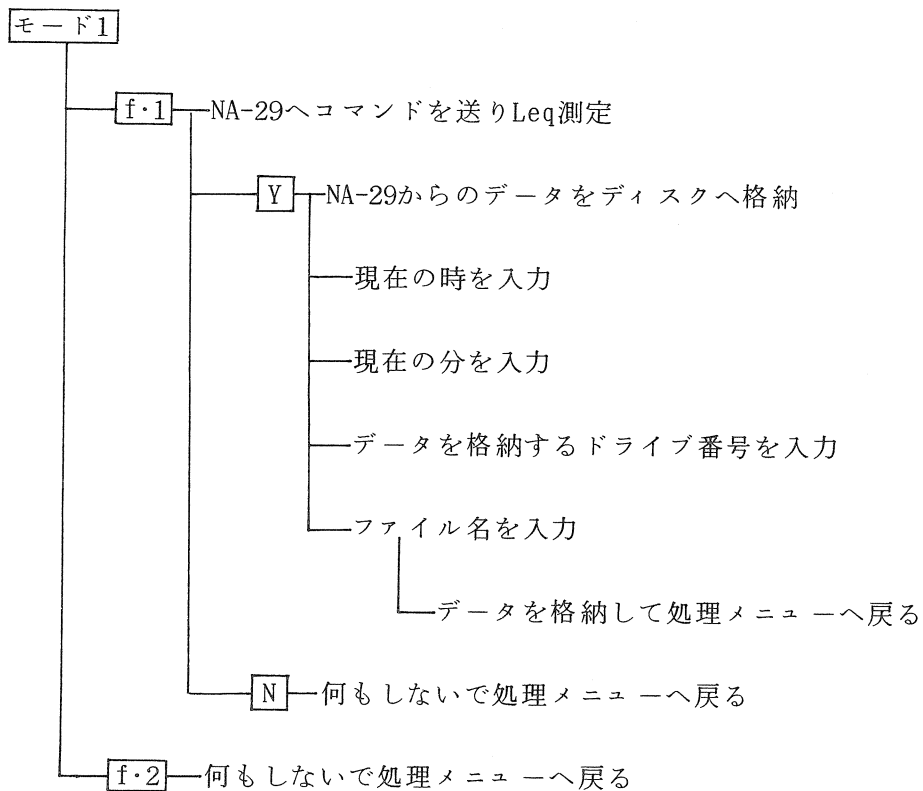 モード1
f・1 NA-29へコマンドを送りLeq測定
Y NA-29からのデータをディスクへ格納
現在の時を入力
現在の分を入力
データを格納するドライブ番号を入力
ファイル名を入力
データを格納して処理メニューへ戻る
N 何もしないで処理メニューへ戻る
f・2 何もしないで処理メニューへ戻る